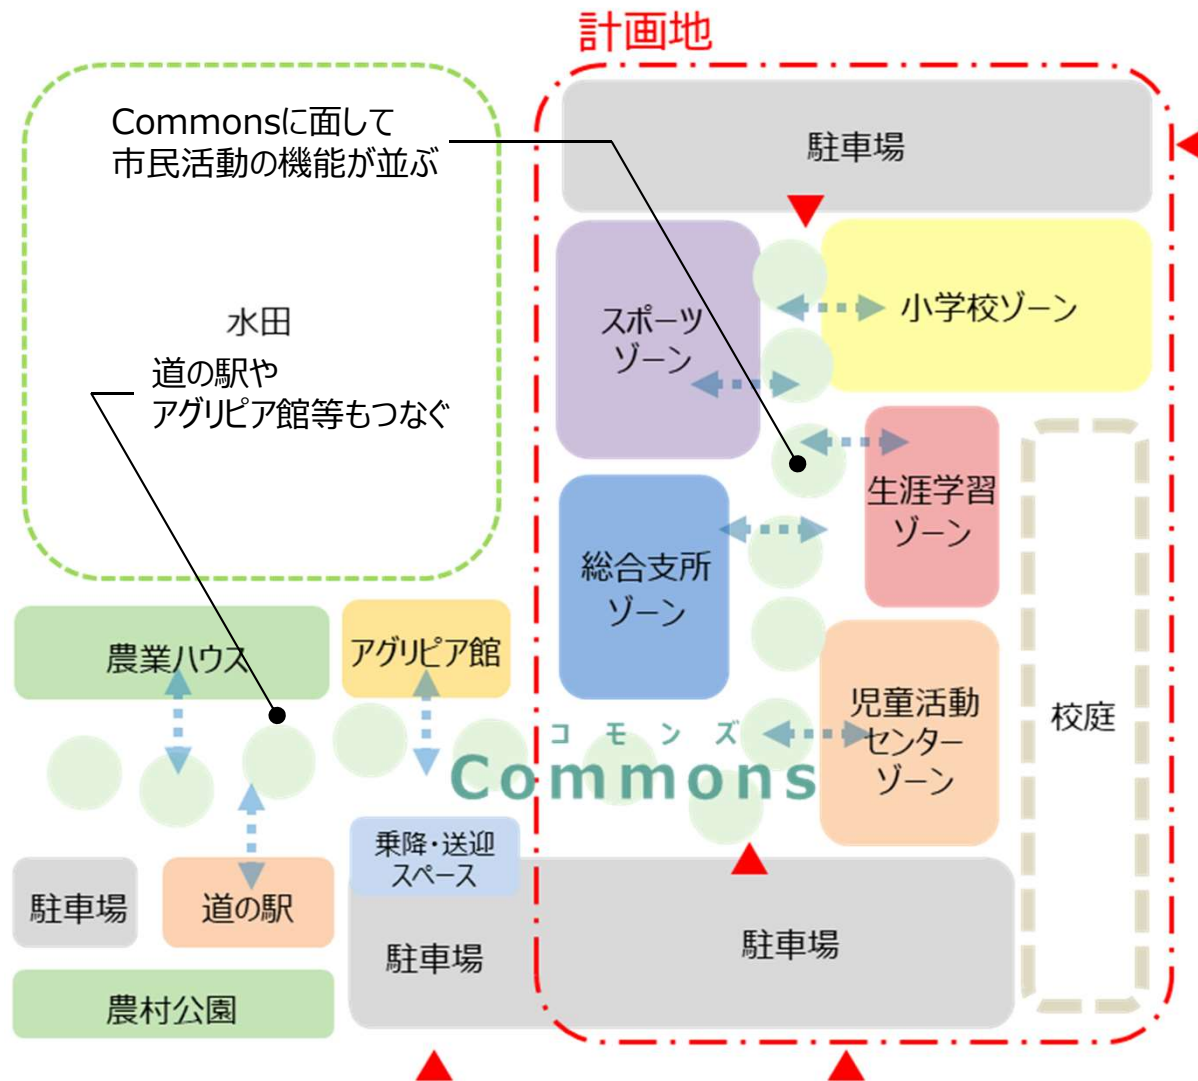 計画地
Commonsに面して
市民活動の機能が並ぶ
駐車場
水田
スポーツ
ゾーン
小学校ゾーン
道の駅や
アグリピア館等もつなぐ
生涯学習
ゾーン
総合支所
ゾーン
農業ハウス
アグリピア館
児童活動
センター
ゾーン
校庭
コモンズ
Commons
乗降・送迎
スペース
駐車場
道の駅
駐車場
駐車場
農村公園